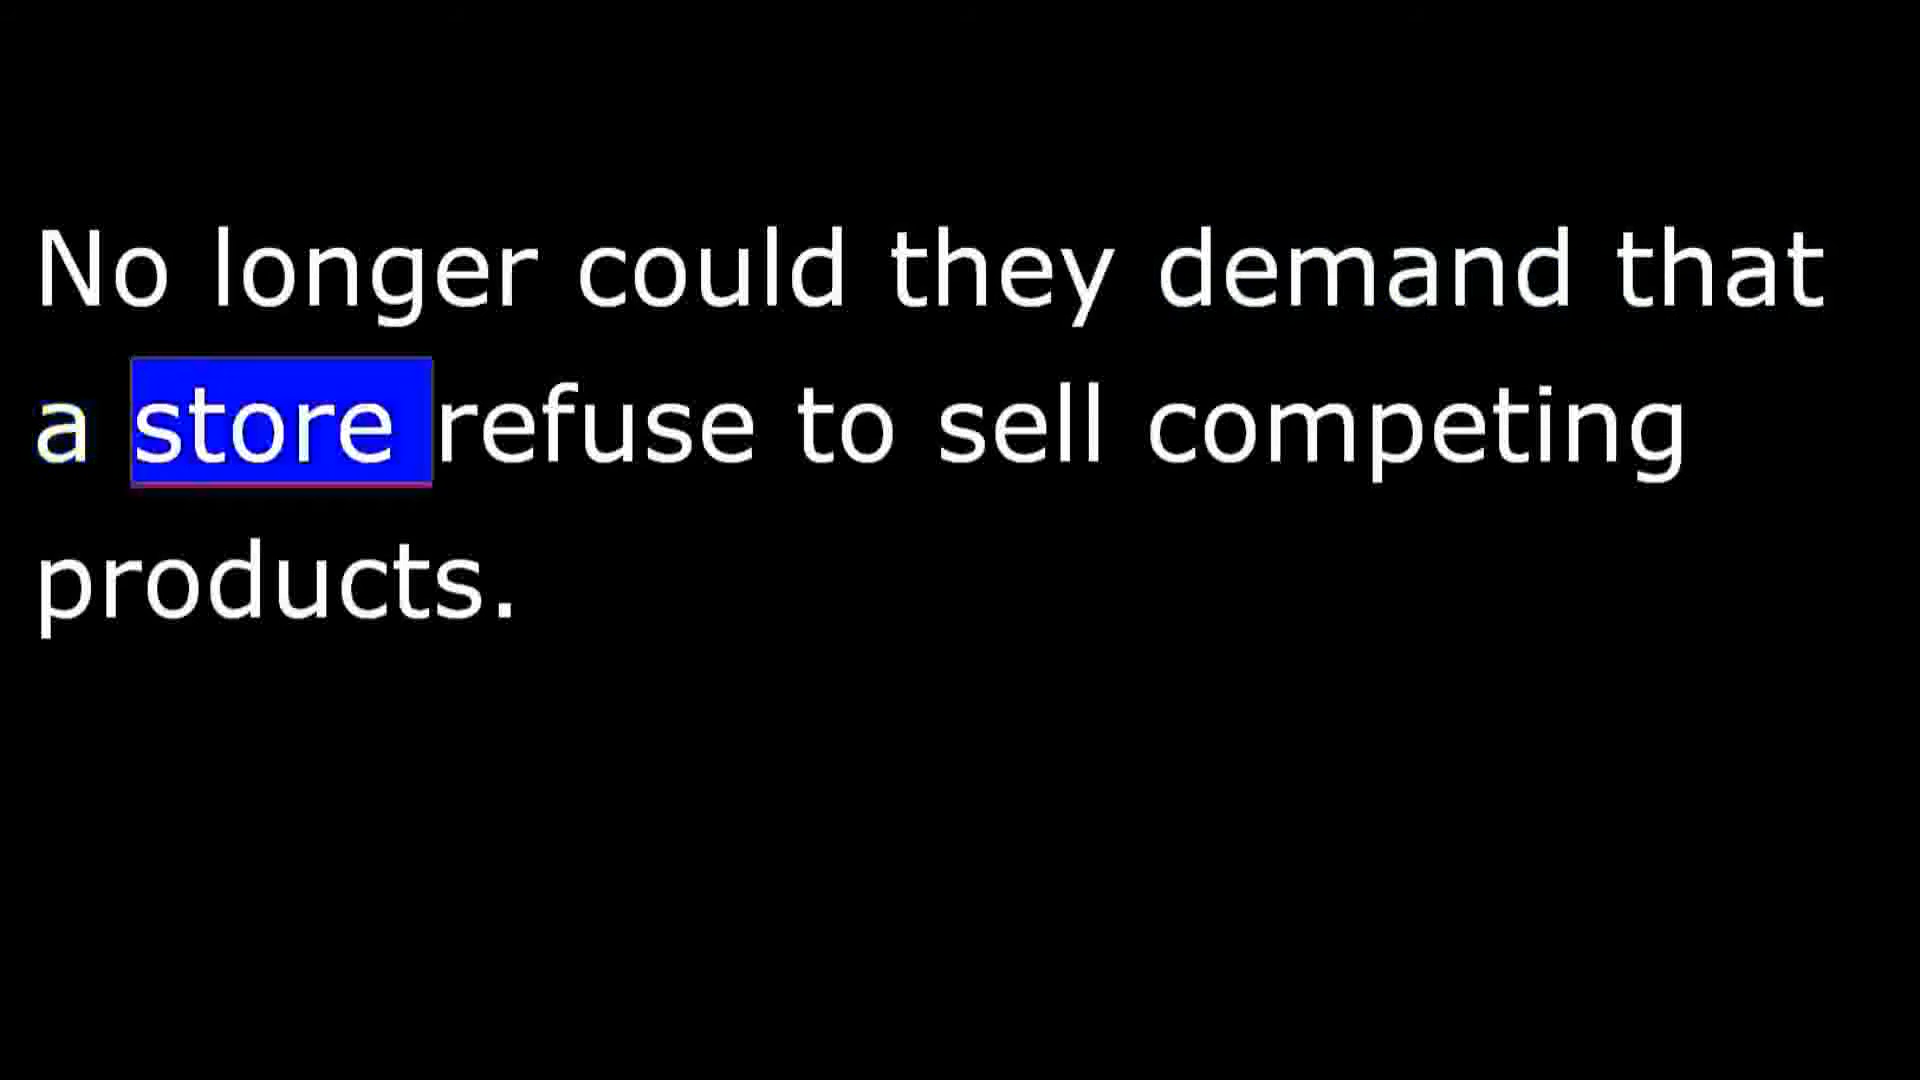 No longer could they demand that
a store refuse to sell competing
products.